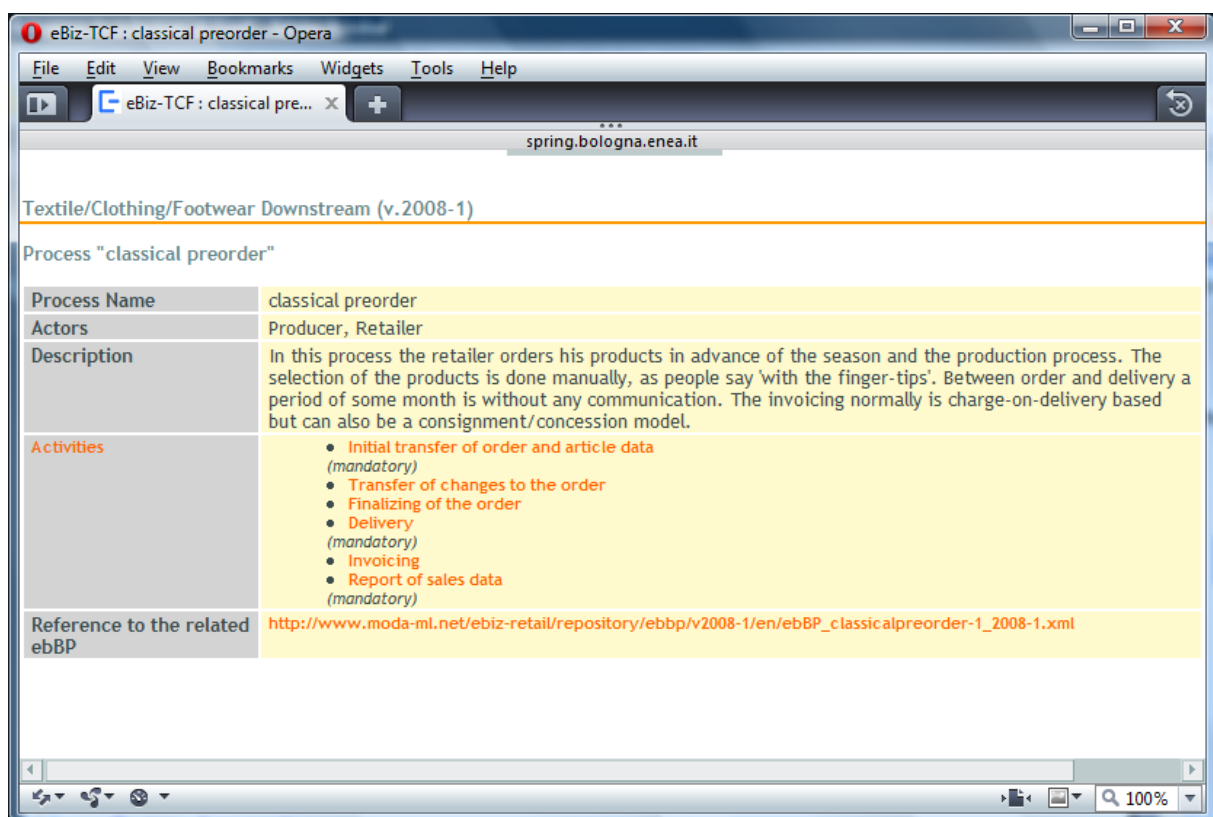 eBiz-TCF : classical preorder - Opera
File Edit View Bookmarks Widgets Tools Help
eBiz-TCF : classical pre...
spring.bologna.enea.it
Textile/Clothing/Footwear Downstream (v.2008-1)
Process "classical preorder"
Process Name classical preorder
Actors Producer, Retailer
Description In this process the retailer orders his products in advance of the season and the production process. The
selection of the products is done manually, as people say 'with the finger-tips'. Between order and delivery a
period of some month is without any communication. The invoicing normally is charge-on-delivery based
but can also be a consignment/concession model.
Activities • Initial transfer of order and article data
(mandatory)
• Transfer of changes to the order
• Finalizing of the order
• Delivery
(mandatory)
• Invoicing
• Report of sales data
(mandatory)
Reference to the related http://www.moda-ml.net/ebiz-retail/repository/ebbp/v2008-1/en/ebBP_classicalpreorder-1_2008-1.xml
ebBP
100%